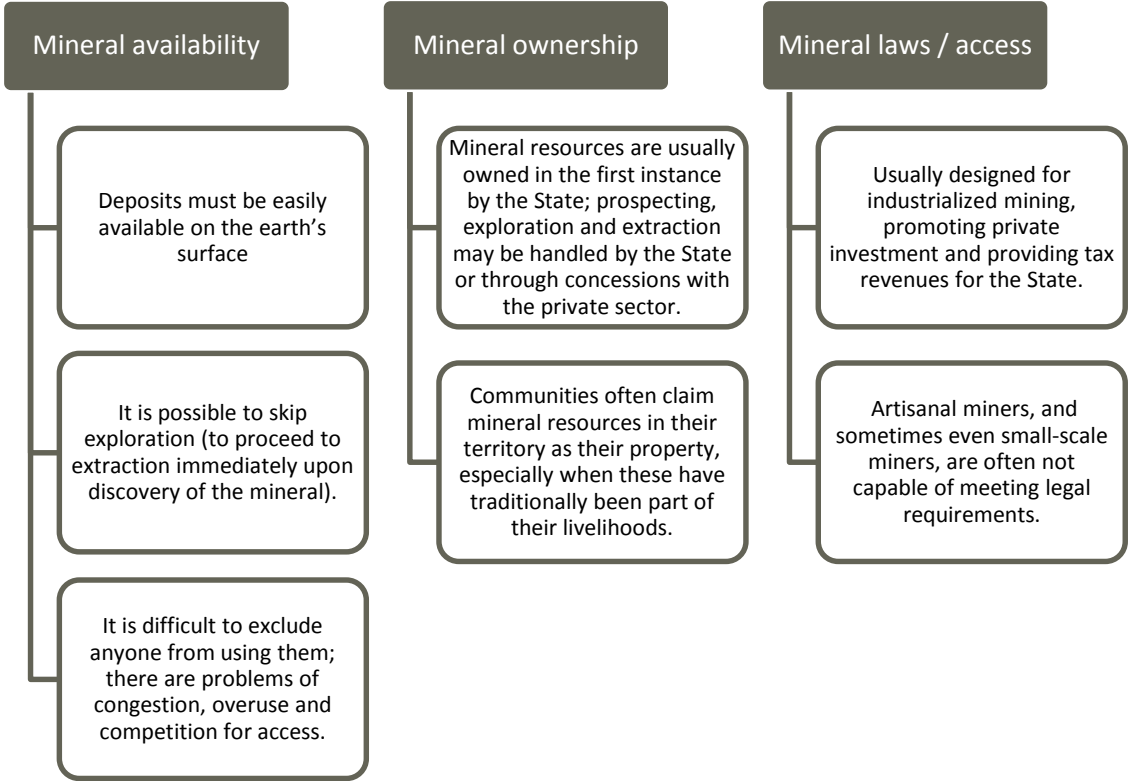 Mineral availability
Deposits must be easily
available on the earth’s
surface
It is possible to skip
exploration (to proceed to
extraction immediately upon
discovery of the mineral).
It is difficult to exclude
anyone from using them;
there are problems of
congestion, overuse and
competition for access.
Mineral ownership
Mineral resources are usually
owned in the first instance
by the State; prospecting,
exploration and extraction
may be handled by the State
or through concessions with
the private sector.
Communities often claim
mineral resources in their
territory as their property,
especially when these have
traditionally been part of
their livelihoods.
Mineral laws / access
Usually designed for
industrialized mining,
promoting private
investment and providing tax
revenues for the State.
Artisanal miners, and
sometimes even small-scale
miners, are often not
capable of meeting legal
requirements.